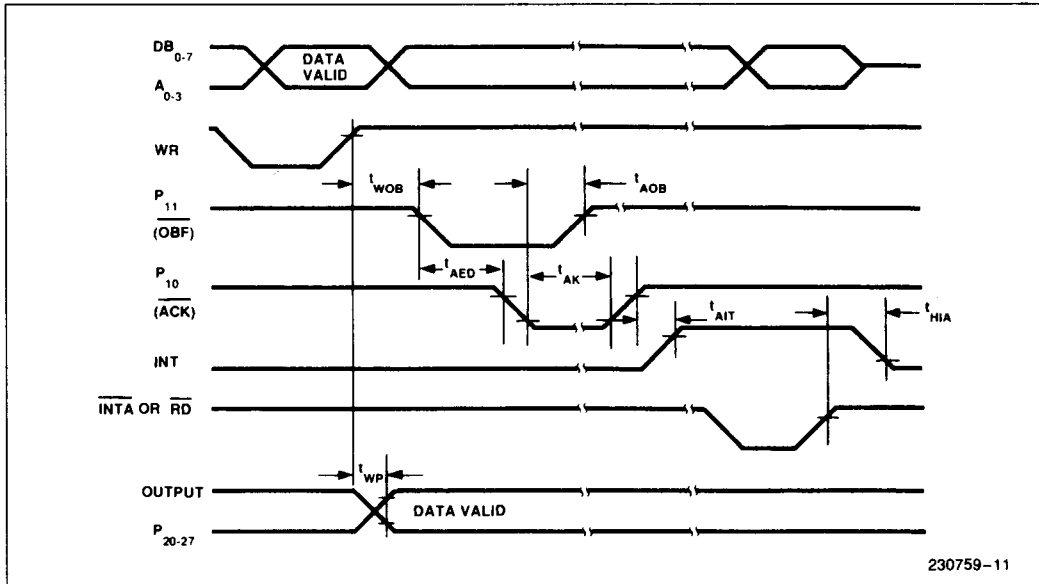 DB0-7
DATA
VALID
A0-3
WR
tWOB
tAOB
P11
(OBF)
tAED
tAK
P10
(ACK)
tAIT
tHIA
INT
INTA OR RD
tWP
OUTPUT
DATA VALID
P20-27
230759-11